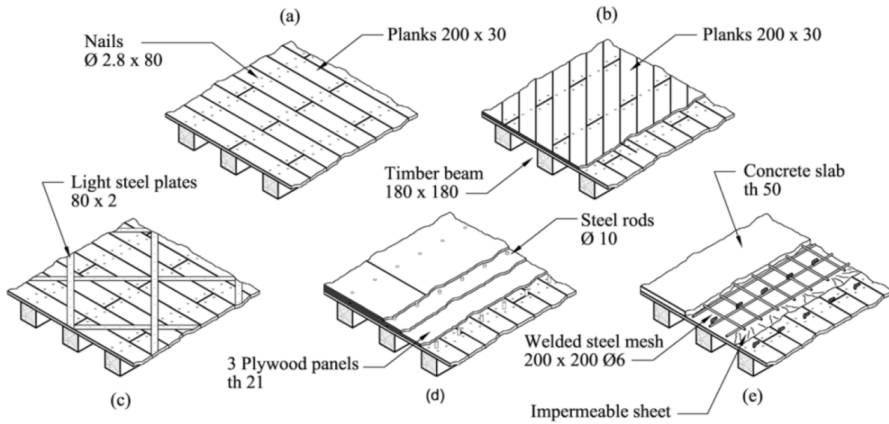 (a)
(b)
Nails
Ø 2.8 x 80
Planks 200 x 30
Planks 200 x 30
Timber beam
180 x 180
Light steel plates
80 x 2
Steel rods
Ø 10
Concrete slab
th 50
3 Plywood panels
th 21
Welded steel mesh
200 x 200 Ø6
Impermeable sheet
(c)
(d)
(e)